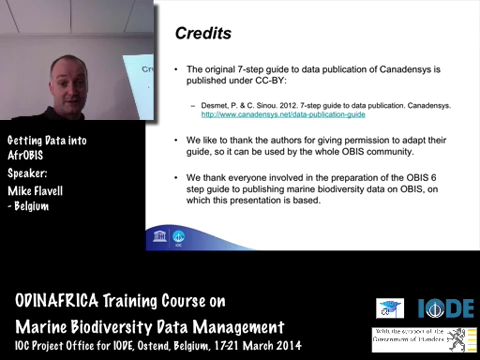 Credits
• The original 7-step guide to data publication of Canadensys is
published under CC-BY:
– Desmet, P. & C. Sinou. 2012. 7-step guide to data publication. Canadensys.
http://www.canadensys.net/data-publication-guide
• We like to thank the authors for giving permission to adapt their
guide, so it can be used by the whole OBIS community.
• We thank everyone involved in the preparation of the OBIS 6
step guide to publishing marine biodiversity data on OBIS, on
which this presentation is based.
Getting Data into
AfrOBIS
Speaker:
Mike Flavell
- Belgium
ODINAFRICA Training Course on
Marine Biodiversity Data Management
IOC Project Office for IODE, Ostend, Belgium, 17-21 March 2014
IODE
With the support of the
Government of Flanders